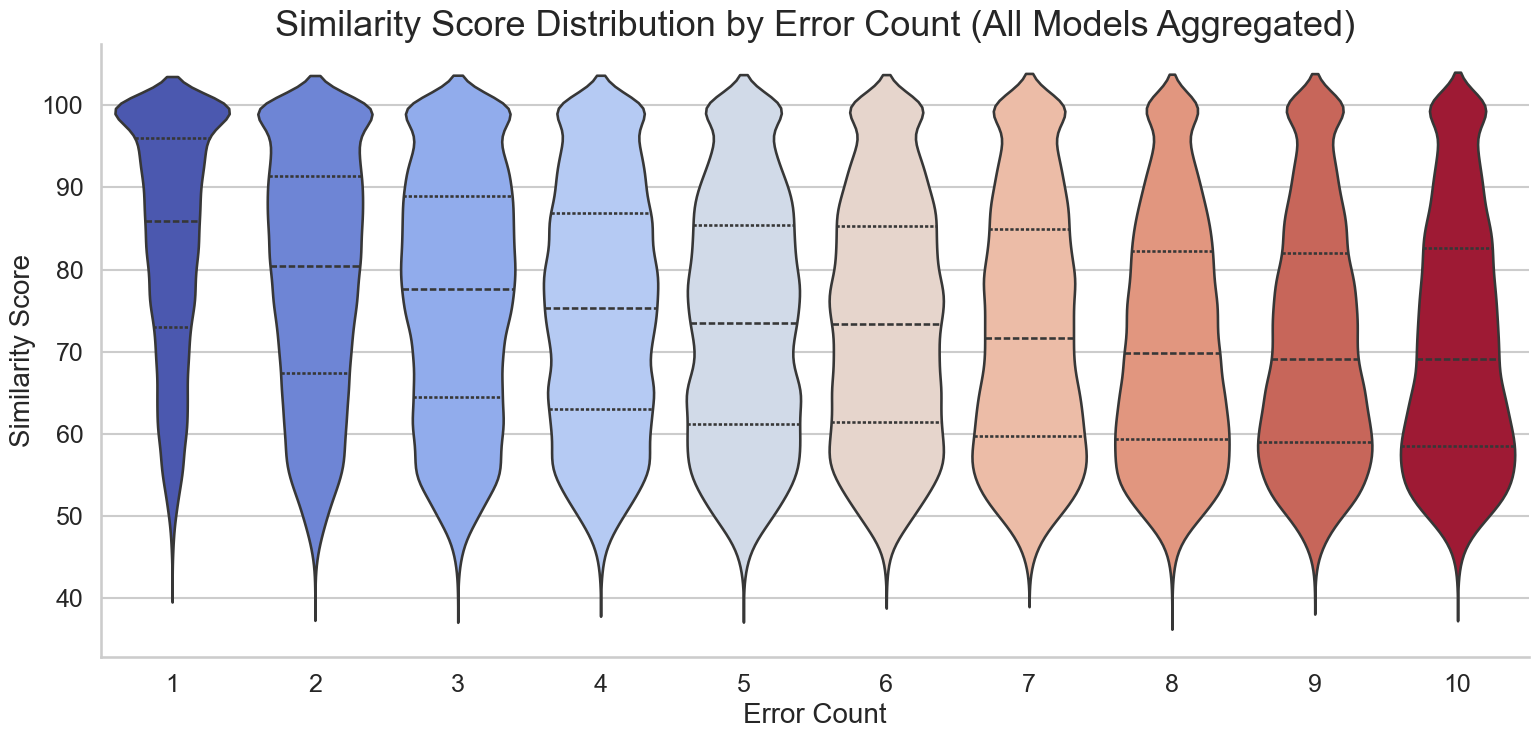 Similarity Score Distribution by Error Count (All Models Aggregated)
Similarity Score
100
90
80
70
60
50
40
1 2 3 4 5 6 7 8 9 10
Error Count